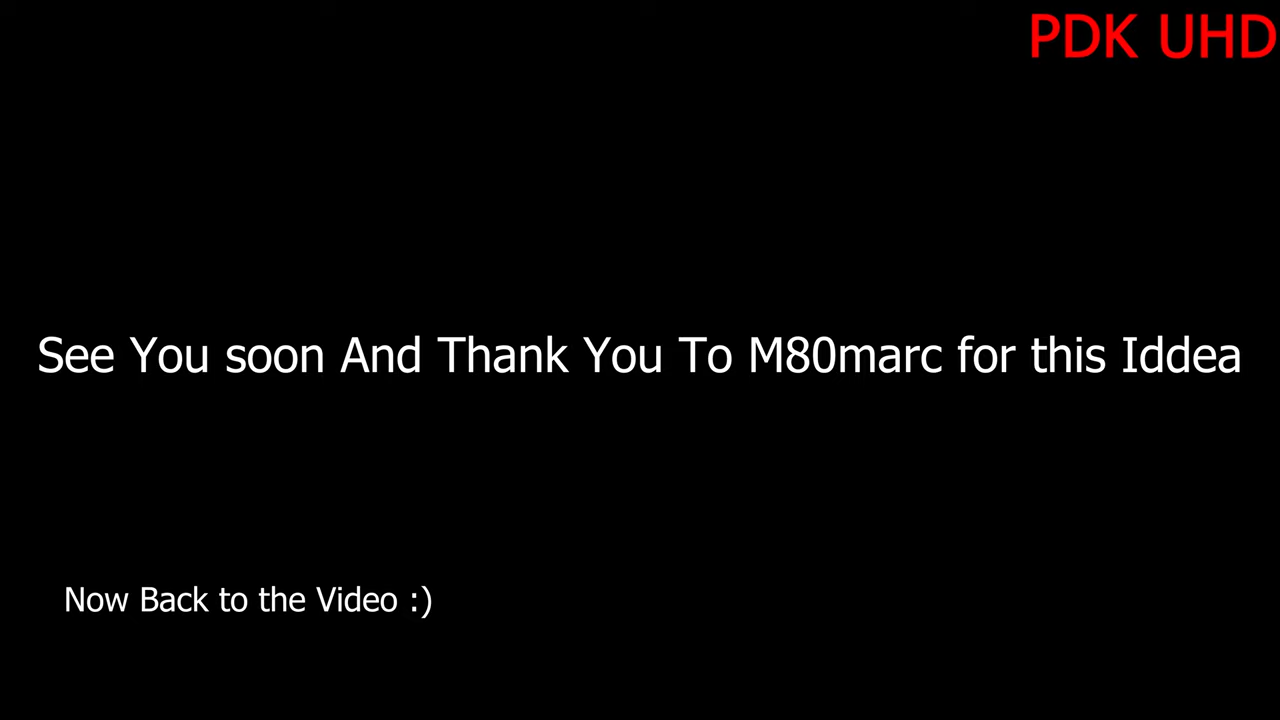 PDK UHD
See You soon And Thank You To M80marc for this Iddea
Now Back to the Video :)